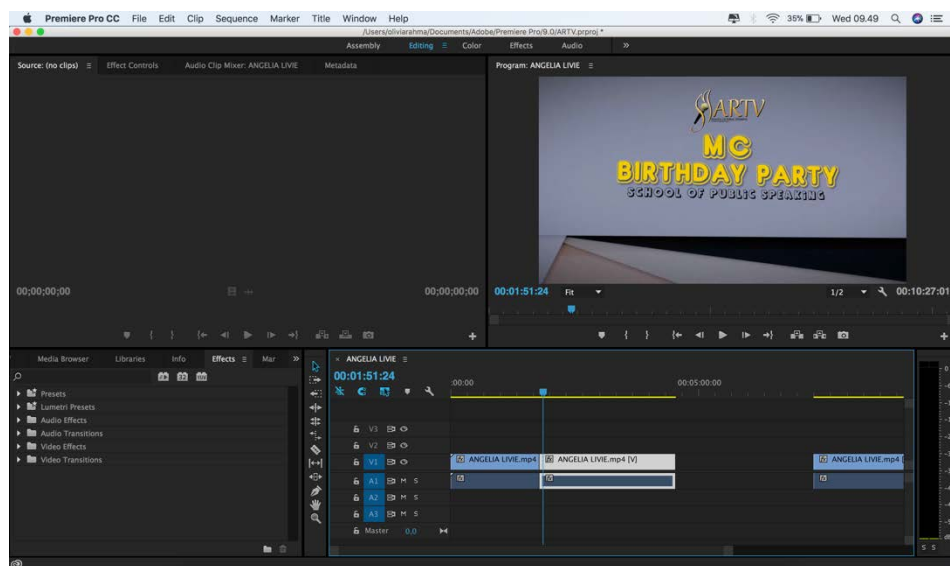 Premiere Pro CC File Edit Clip Sequence Marker Title Window Help 35% Wed 09.49
/Users/oliviarahma/Documents/Adobe/Premiere Pro/9.0/ARTV.prproj *
Assembly Editing Color Effects Audio
Source: (no clips) Effect Controls Audio Clip Mixer: ANGELIA LIVIE Metadata
Program: ANGELIA LIVIE
ARTV
MC
BIRTHDAY PARTY
SCHOOL OF PUBLIC SPEAKING
00;00;00;00 00;00;00;00
00:01:51:24 Fit 1/2 00:10:27:01
Media Browser Libraries Info Effects Mar
Presets
Lumetri Presets
Audio Effects
Audio Transitions
Video Effects
Video Transitions
ANGELIA LIVIE
00:01:51:24
:00:00 00:05:00:00
V3
V2
V1 ANGELIA LIVIE.mp4 ANGELIA LIVIE.mp4 [V] ANGELIA LIVIE.mp4 [
A1 M S
A2 M S
A3 M S
Master 0,0
S S